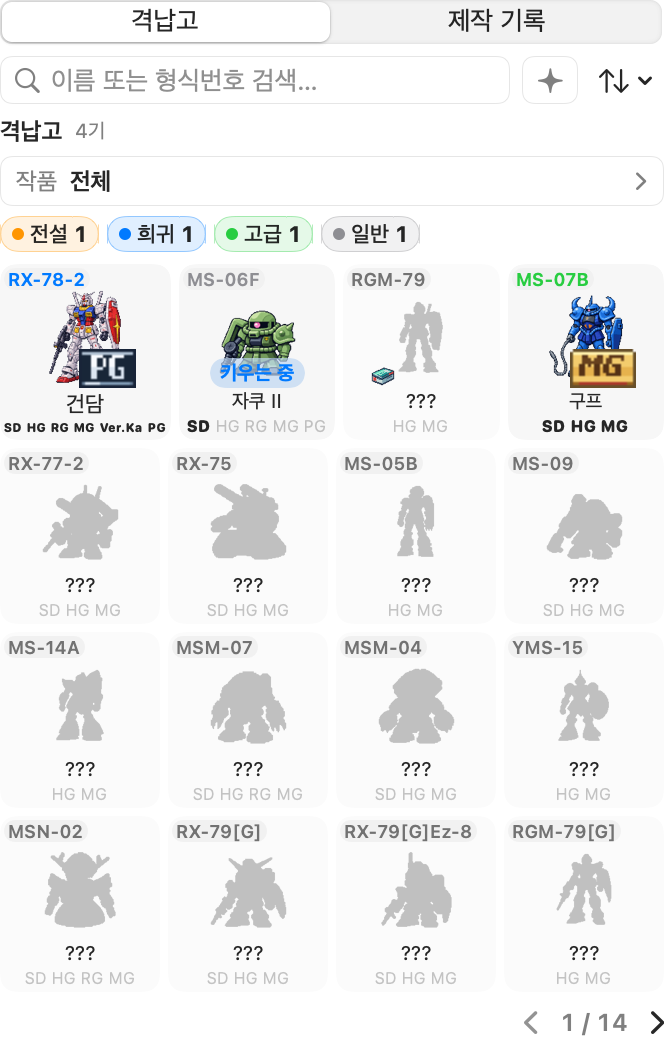 격납고 제작 기록
이름 또는 형식번호 검색...
격납고 4기
작품 전체
전설 1 희귀 1 고급 1 일반 1
RX-78-2 MS-06F RGM-79 MS-07B
PG 키우는 중 MG
건담 자쿠 II ??? 구프
SD HG RG MG Ver.Ka PG SD HG RG MG PG HG MG SD HG MG
RX-77-2 RX-75 MS-05B MS-09
??? ??? ??? ???
SD HG MG SD HG MG HG MG SD HG MG
MS-14A MSM-07 MSM-04 YMS-15
??? ??? ??? ???
HG MG SD HG RG MG SD HG MG HG MG
MSN-02 RX-79[G] RX-79[G]Ez-8 RGM-79[G]
??? ??? ??? ???
SD HG RG MG SD HG MG SD HG MG HG MG
1 / 14